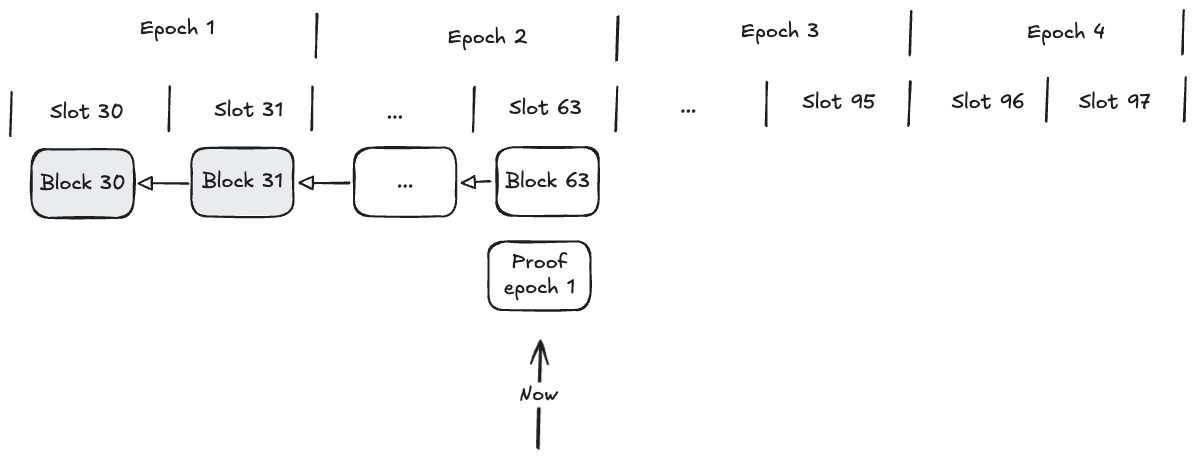 Epoch 1
Epoch 2
Epoch 3
Epoch 4
Slot 30
Slot 31
...
Slot 63
...
Slot 95
Slot 96
Slot 97
Block 30
Block 31
...
Block 63
Proof
epoch 1
Now